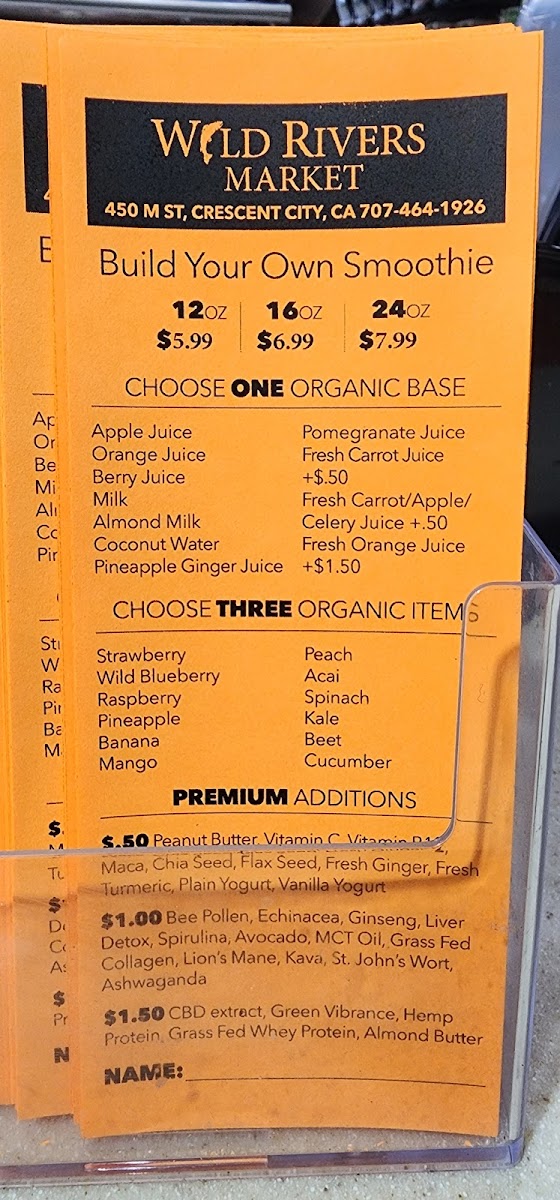 WILD RIVERS
MARKET
450 M ST, CRESCENT CITY, CA 707-464-1926
Build Your Own Smoothie
12OZ 16OZ 24OZ
$5.99 $6.99 $7.99
CHOOSE ONE ORGANIC BASE
Apple Juice
Orange Juice
Berry Juice
Milk
Almond Milk
Coconut Water
Pineapple Ginger Juice
Pomegranate Juice
Fresh Carrot Juice
+$.50
Fresh Carrot/Apple/
Celery Juice +.50
Fresh Orange Juice
+$1.50
CHOOSE THREE ORGANIC ITEMS
Strawberry
Wild Blueberry
Raspberry
Pineapple
Banana
Mango
Peach
Acai
Spinach
Kale
Beet
Cucumber
PREMIUM ADDITIONS
$.50 Peanut Butter, Vitamin C, Vitamin B12,
Maca, Chia Seed, Flax Seed, Fresh Ginger, Fresh
Turmeric, Plain Yogurt, Vanilla Yogurt
$1.00 Bee Pollen, Echinacea, Ginseng, Liver
Detox, Spirulina, Avocado, MCT Oil, Grass Fed
Collagen, Lion's Mane, Kava, St. John's Wort,
Ashwaganda
$1.50 CBD extract, Green Vibrance, Hemp
Protein, Grass Fed Whey Protein, Almond Butter
NAME: